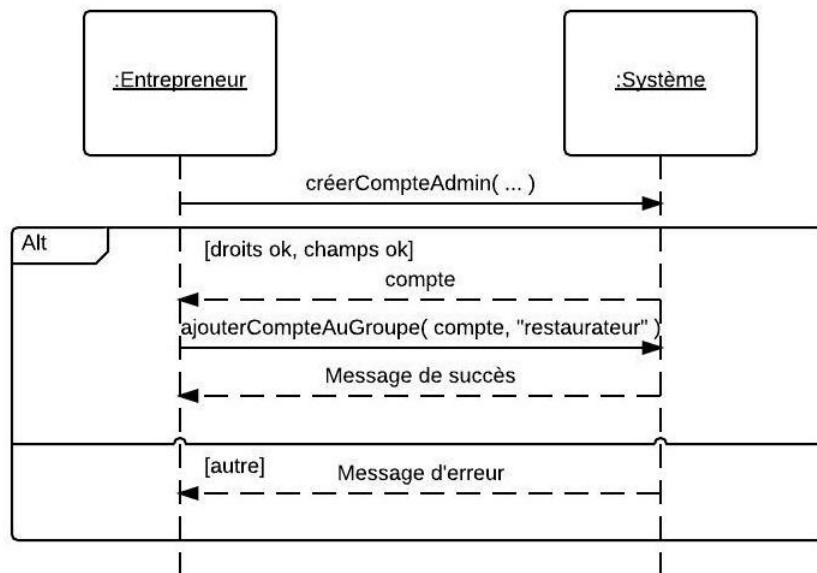 :Entrepreneur
:Système
créerCompteAdmin( ... )
Alt
[droits ok, champs ok]
compte
ajouterCompteAuGroupe( compte, "restaurateur" )
Message de succès
[autre]
Message d'erreur